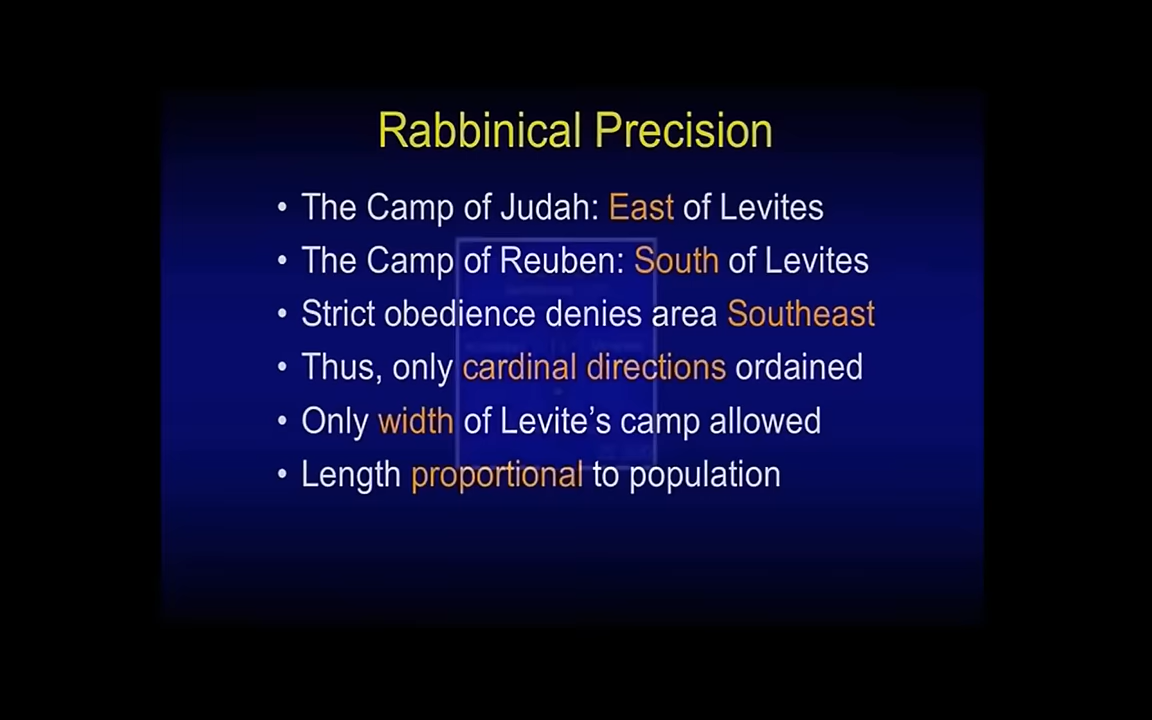 Rabbinical Precision
• The Camp of Judah: East of Levites
• The Camp of Reuben: South of Levites
• Strict obedience denies area Southeast
• Thus, only cardinal directions ordained
• Only width of Levite's camp allowed
• Length proportional to population